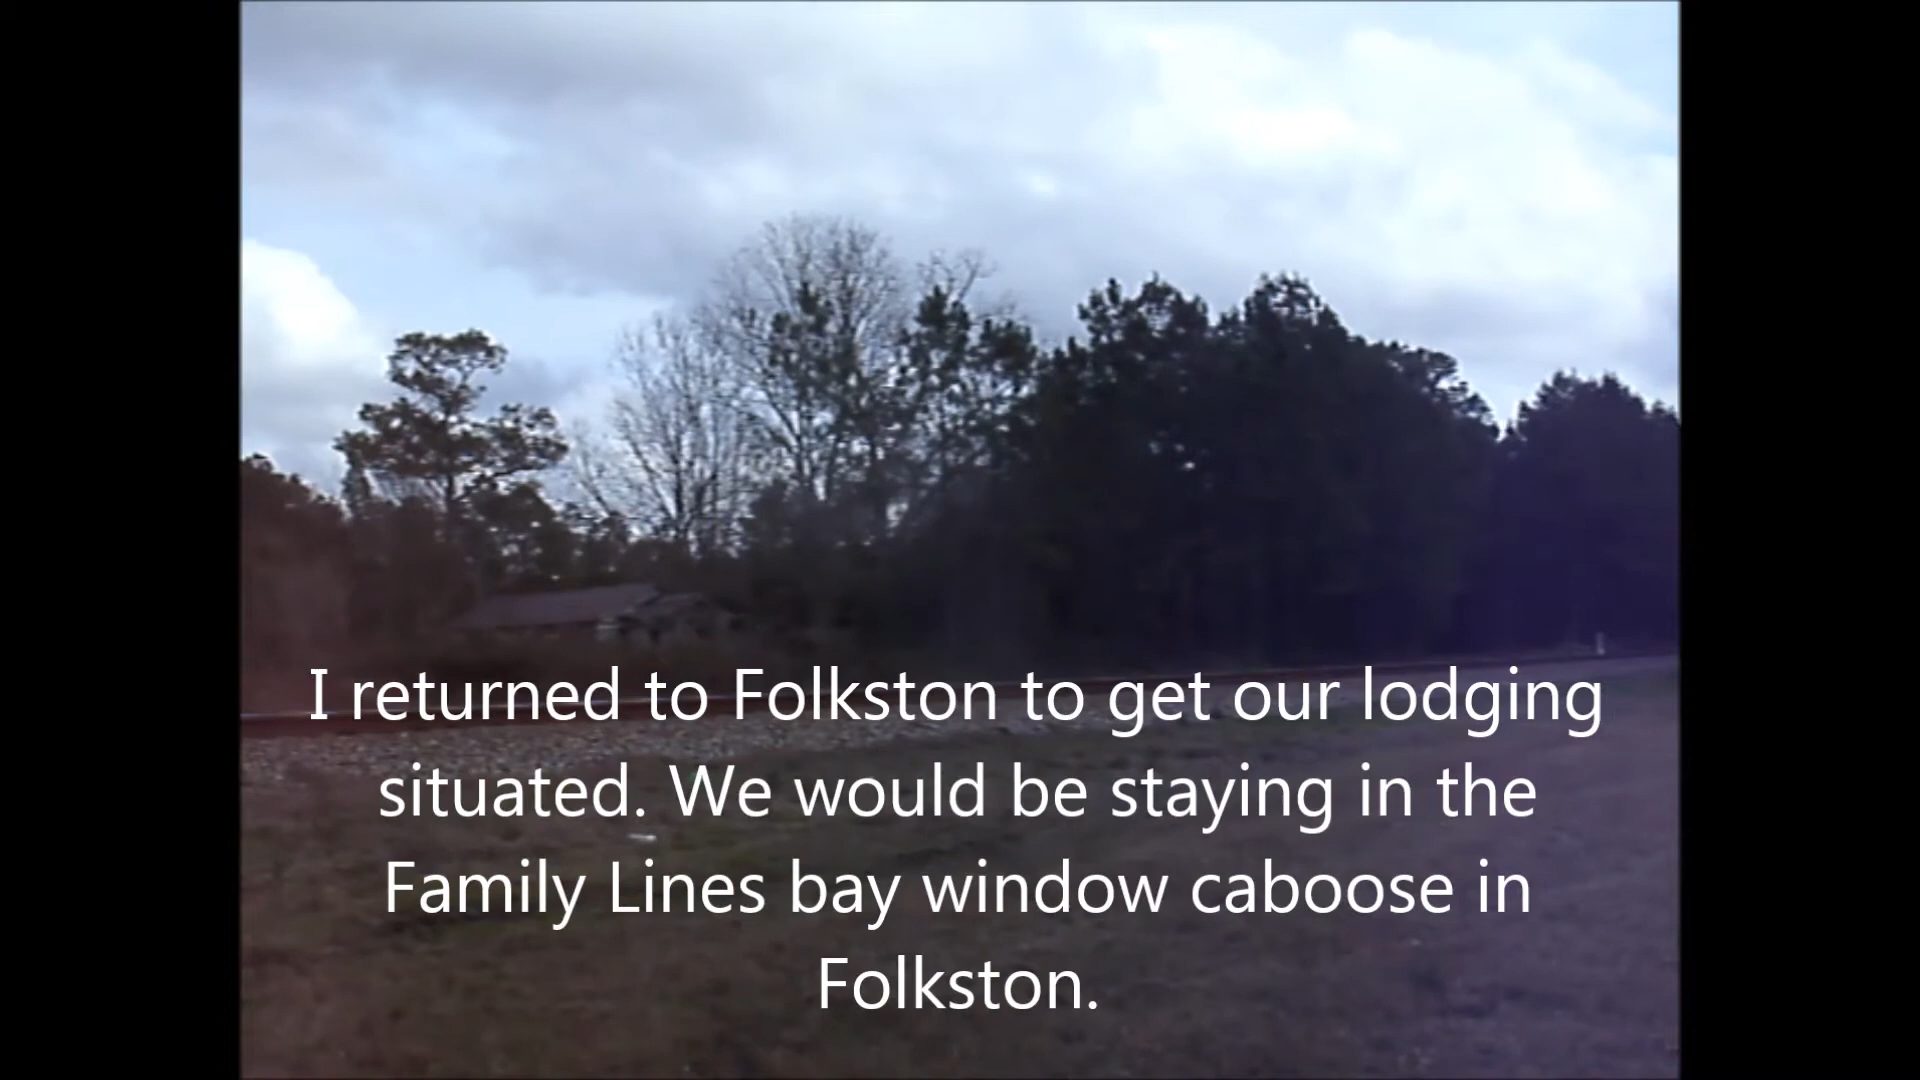 I returned to Folkston to get our lodging
situated. We would be staying in the
Family Lines bay window caboose in
Folkston.